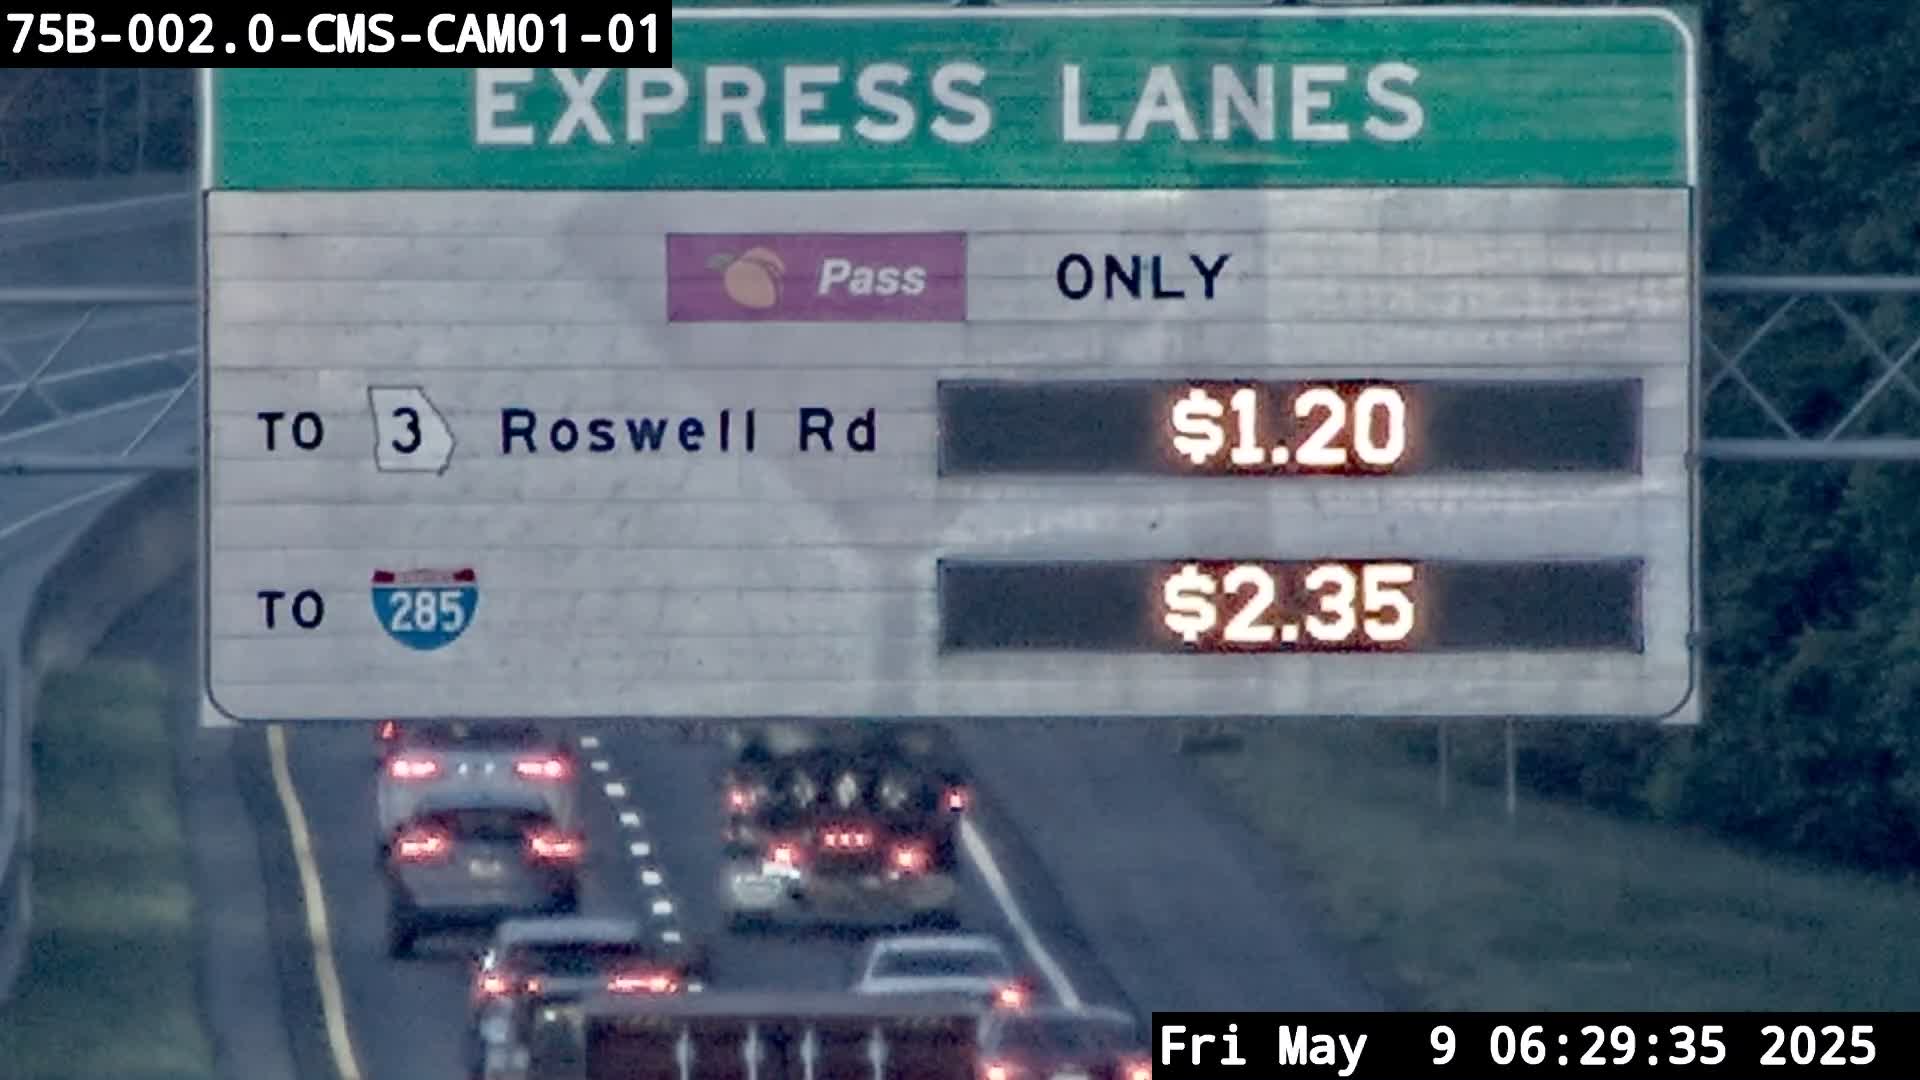 75B-002.0-CMS-CAM01-01
EXPRESS LANES
Pass ONLY
TO 3 Roswell Rd $1.20
TO 285 $2.35
Fri May 9 06:29:35 2025